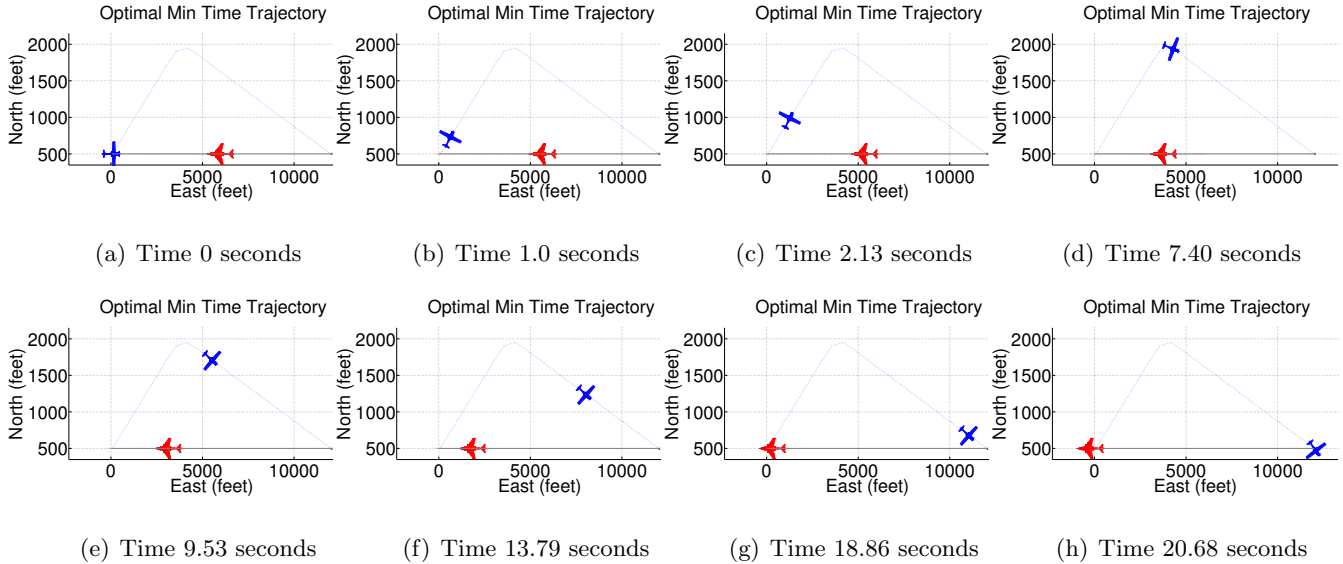 Optimal Min Time Trajectory
2000
1500
1000
500
North (feet)
0
5000
10000
East (feet)
(a) Time 0 seconds
Optimal Min Time Trajectory
2000
1500
1000
500
North (feet)
0
5000
10000
East (feet)
(b) Time 1.0 seconds
Optimal Min Time Trajectory
2000
1500
1000
500
North (feet)
0
5000
10000
East (feet)
(c) Time 2.13 seconds
Optimal Min Time Trajectory
2000
1500
1000
500
North (feet)
0
5000
10000
East (feet)
(d) Time 7.40 seconds
Optimal Min Time Trajectory
2000
1500
1000
500
North (feet)
0
5000
10000
East (feet)
(e) Time 9.53 seconds
Optimal Min Time Trajectory
2000
1500
1000
500
North (feet)
0
5000
10000
East (feet)
(f) Time 13.79 seconds
Optimal Min Time Trajectory
2000
1500
1000
500
North (feet)
0
5000
10000
East (feet)
(g) Time 18.86 seconds
Optimal Min Time Trajectory
2000
1500
1000
500
North (feet)
0
5000
10000
East (feet)
(h) Time 20.68 seconds